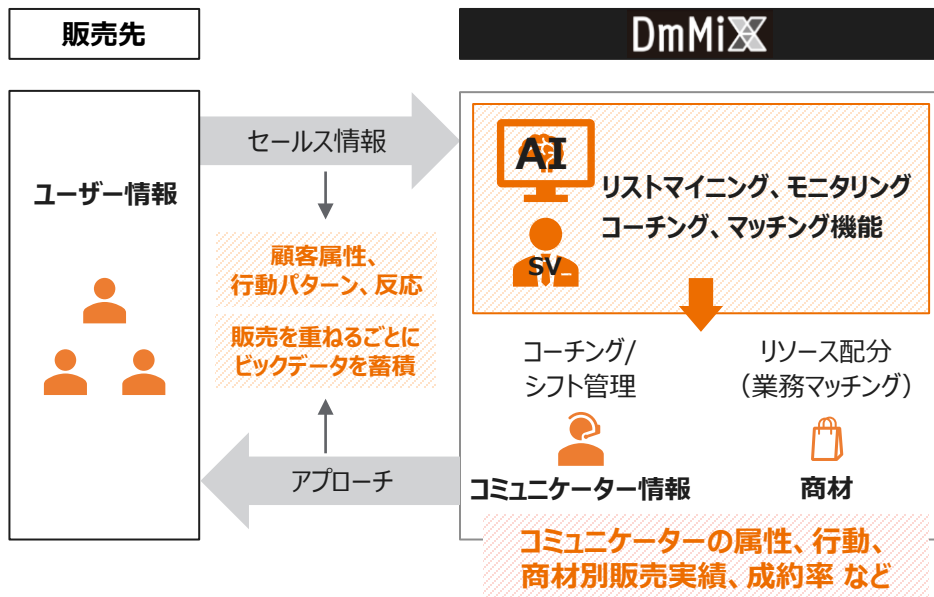 販売先
DmMiX
ユーザー情報
セールス情報
顧客属性、
行動パターン、反応
販売を重ねるごとに
ビックデータを蓄積
アプローチ
AI
リストマイニング、モニタリング
コーチング、マッチング機能
SV
コーチング/
シフト管理
リソース配分
（業務マッチング）
コミュニケーター情報
商材
コミュニケーターの属性、行動、
商材別販売実績、成約率 など